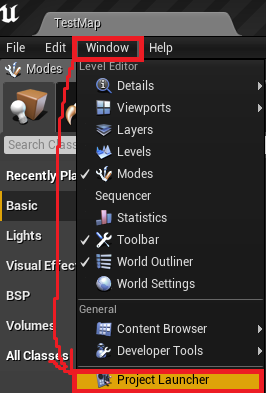 TestMap
File Edit Window Help
Modes
Search Clas
Recently Pla
Basic
Lights
Visual Effec
BSP
Volumes
All Classes
Level Editor
Details
Viewports
Layers
Levels
Modes
Sequencer
Statistics
Toolbar
World Outliner
World Settings
General
Content Browser
Developer Tools
Project Launcher